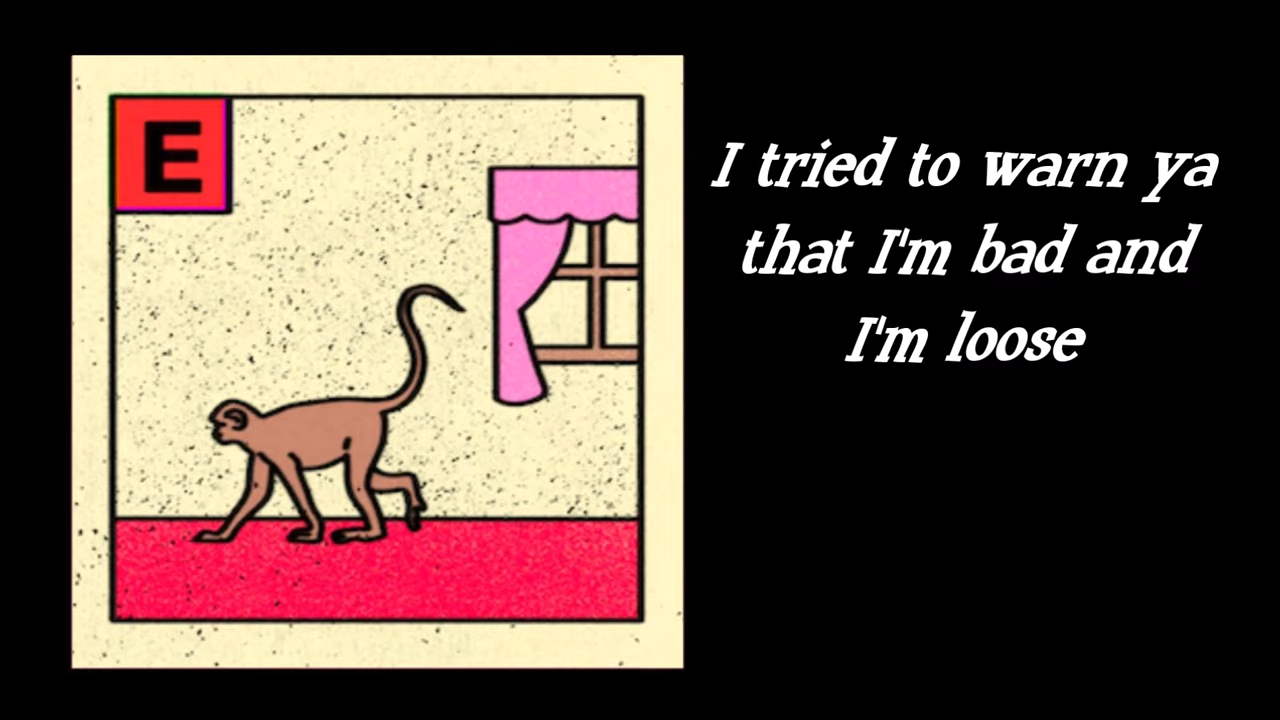 E
I tried to warn ya
that I'm bad and
I'm loose